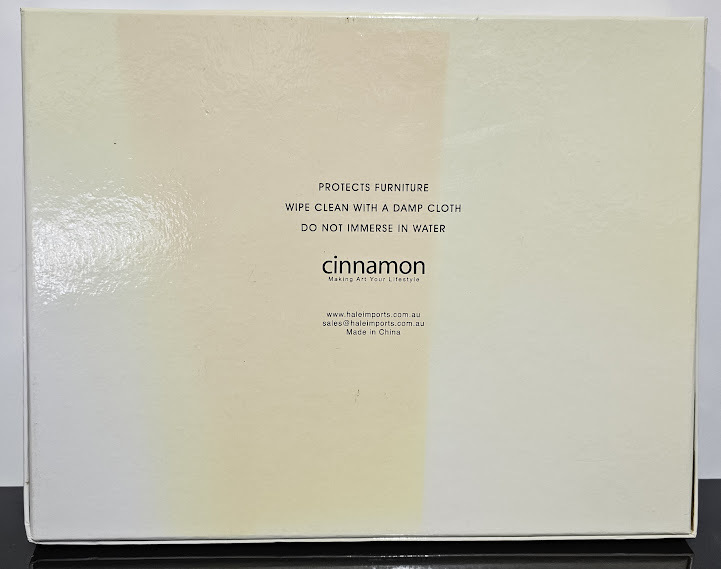 PROTECTS FURNITURE
WIPE CLEAN WITH A DAMP CLOTH
DO NOT IMMERSE IN WATER
cinnamon
Making Art Your Lifestyle
www.haleimports.com.au
sales@haleimports.com.au
Made in China